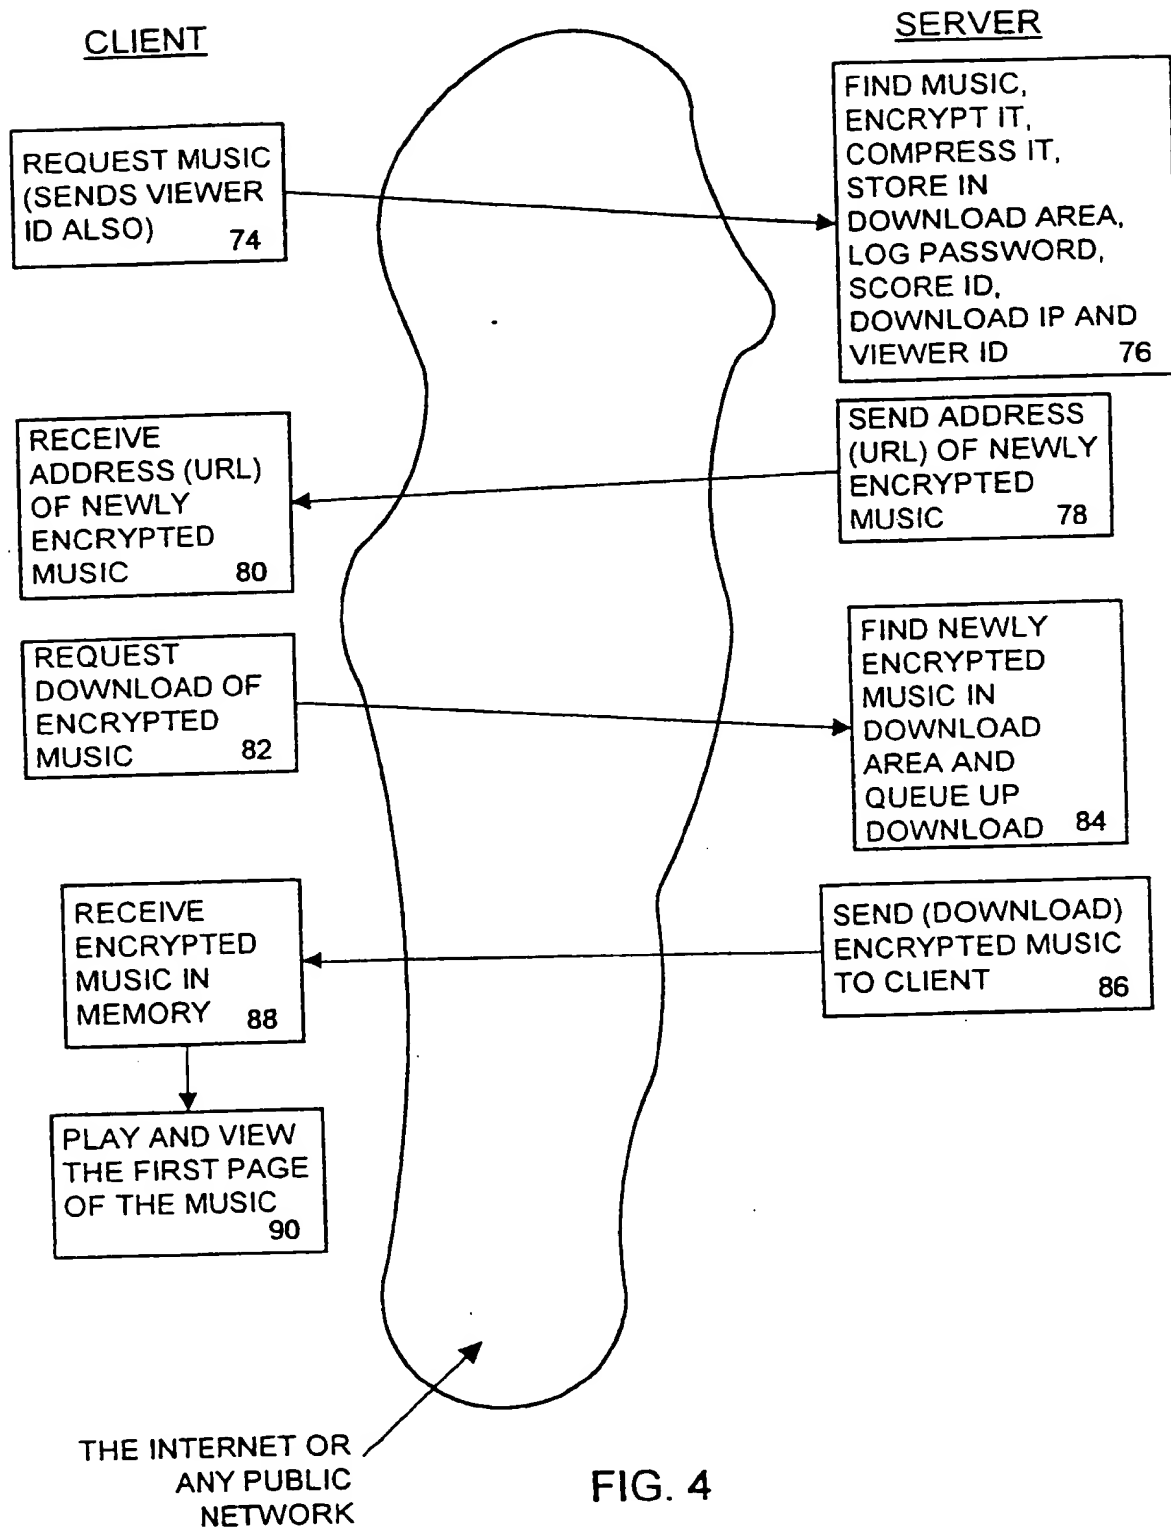 CLIENT
SERVER
REQUEST MUSIC
(SENDS VIEWER
ID ALSO) 74
FIND MUSIC,
ENCRYPT IT,
COMPRESS IT,
STORE IN
DOWNLOAD AREA,
LOG PASSWORD,
SCORE ID,
DOWNLOAD IP AND
VIEWER ID 76
SEND ADDRESS
(URL) OF NEWLY
ENCRYPTED
MUSIC 78
RECEIVE
ADDRESS (URL)
OF NEWLY
ENCRYPTED
MUSIC 80
REQUEST
DOWNLOAD OF
ENCRYPTED
MUSIC 82
FIND NEWLY
ENCRYPTED
MUSIC IN
DOWNLOAD
AREA AND
QUEUE UP
DOWNLOAD 84
SEND (DOWNLOAD)
ENCRYPTED MUSIC
TO CLIENT 86
RECEIVE
ENCRYPTED
MUSIC IN
MEMORY 88
PLAY AND VIEW
THE FIRST PAGE
OF THE MUSIC
90
THE INTERNET OR
ANY PUBLIC
NETWORK
FIG. 4